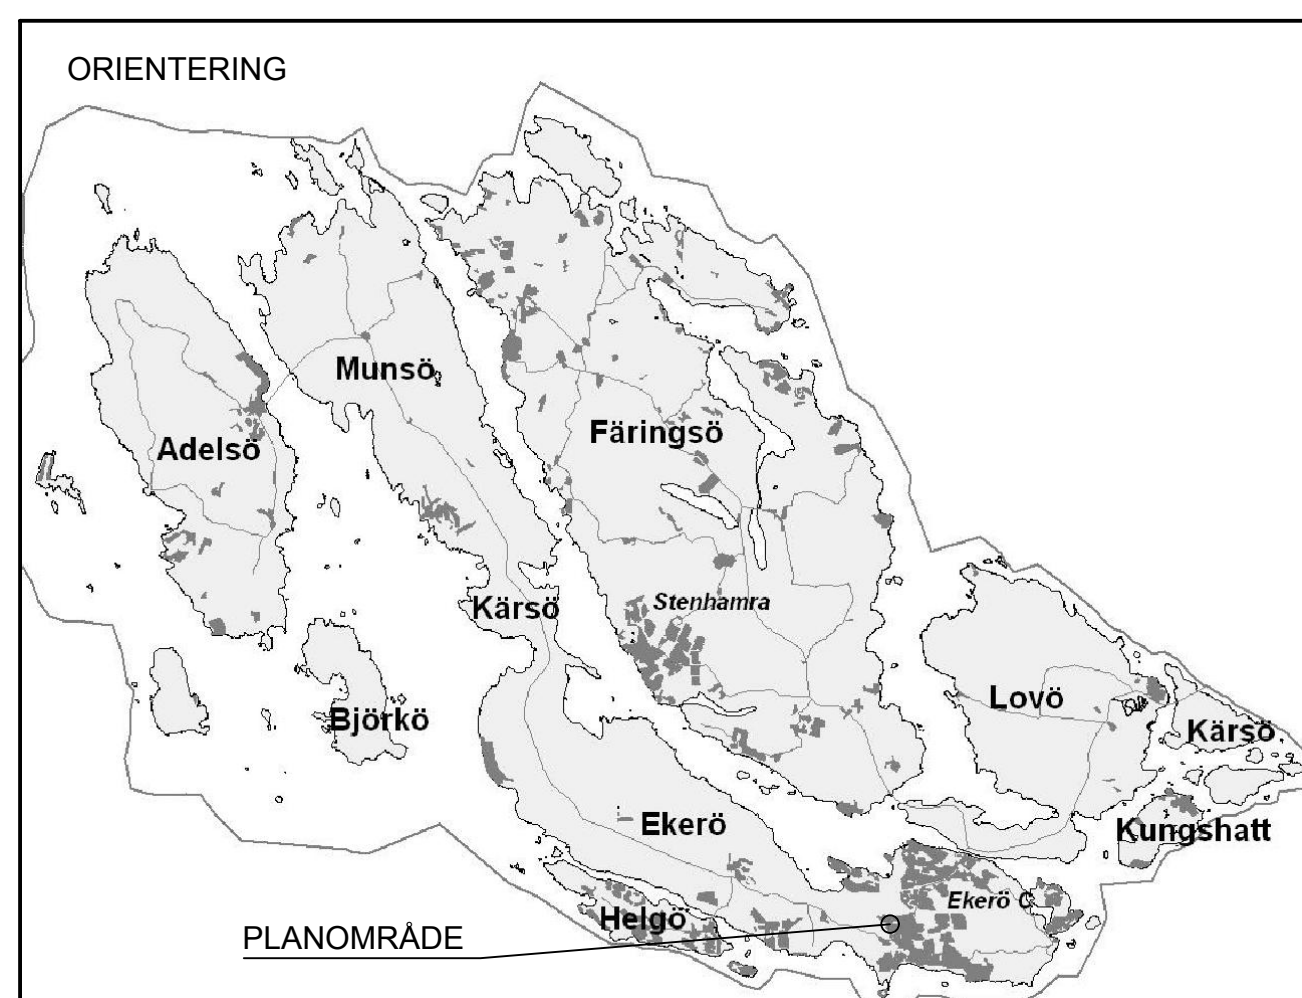 ORIENTERING
Munsö
Färingsö
Adelsö
Stenhamra
Kärsö
Lovö
Björkö
Kärsö
Ekerö
Kungshatt
Ekerö C
Helgö
PLANOMRÅDE